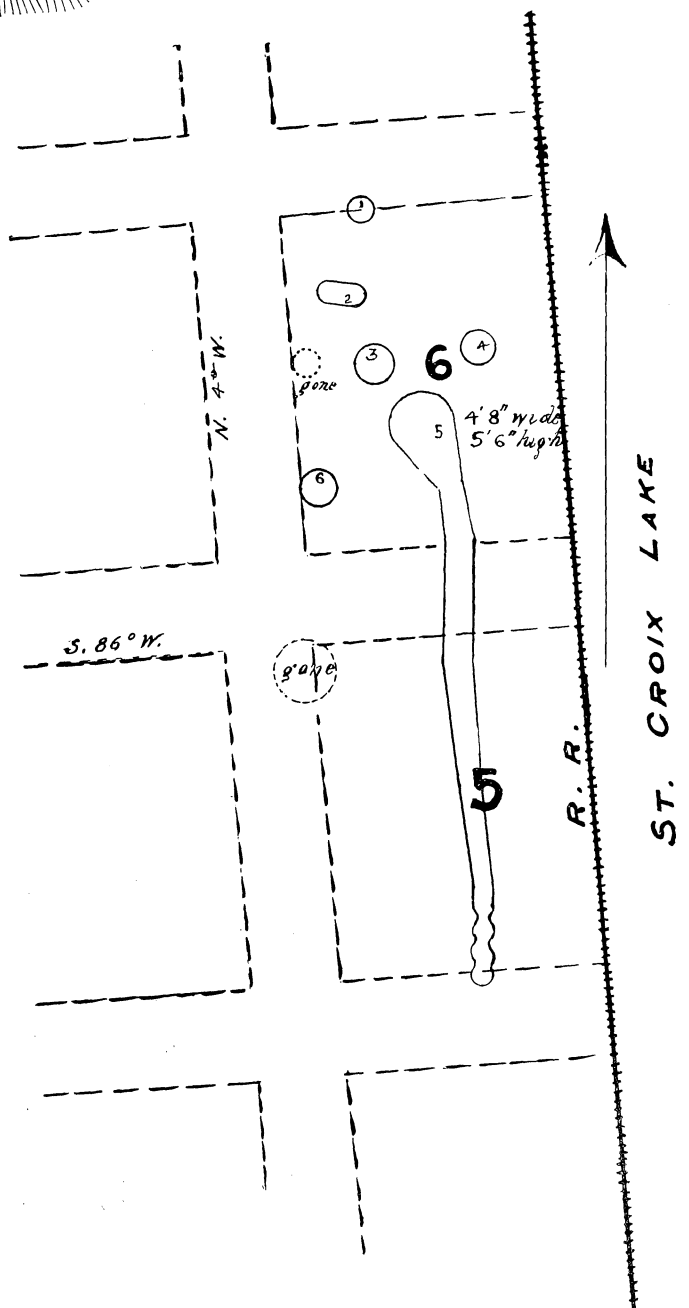 1
2
3
4
6
gone
5
4' 8" wide
5' 6" high
6
N. 4° W.
S. 86° W.
gone
5
R. R.
ST. CROIX LAKE